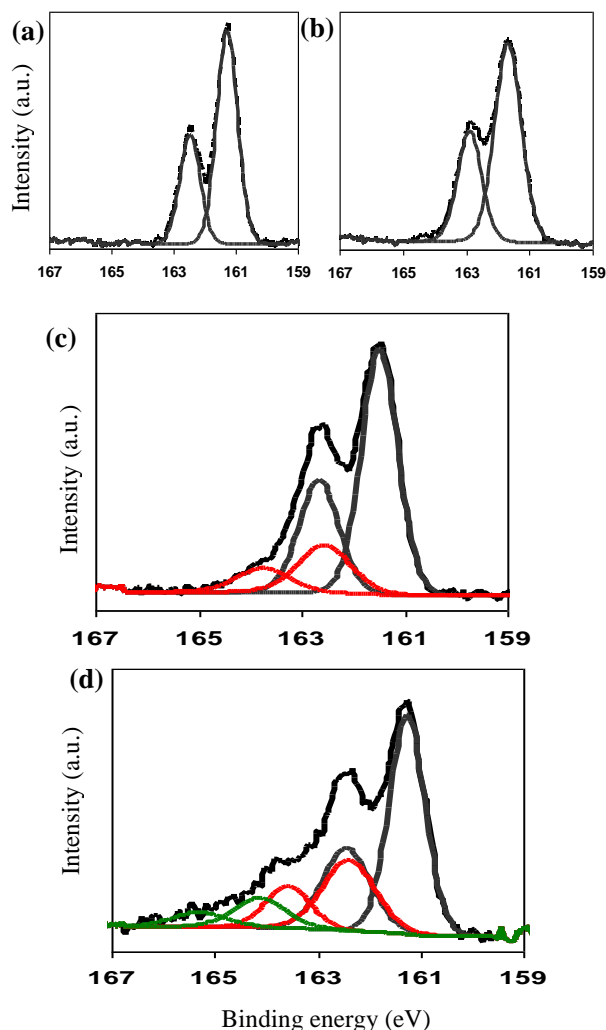 (a)
(b)
Intensity (a.u.)
167 165 163 161 159
167 165 163 161 159
(c)
Intensity (a.u.)
167 165 163 161 159
(d)
Intensity (a.u.)
167 165 163 161 159
Binding energy (eV)